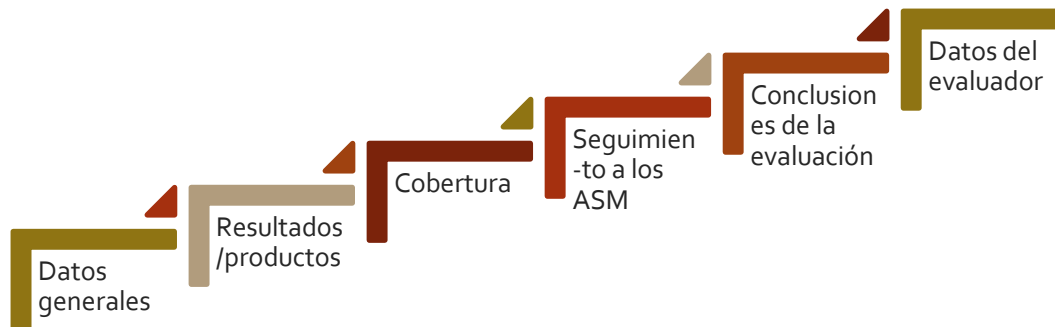 Datos
generales
Resultados
/productos
Cobertura
Seguimien
-to a los
ASM
Conclusion
es de la
evaluación
Datos del
evaluador